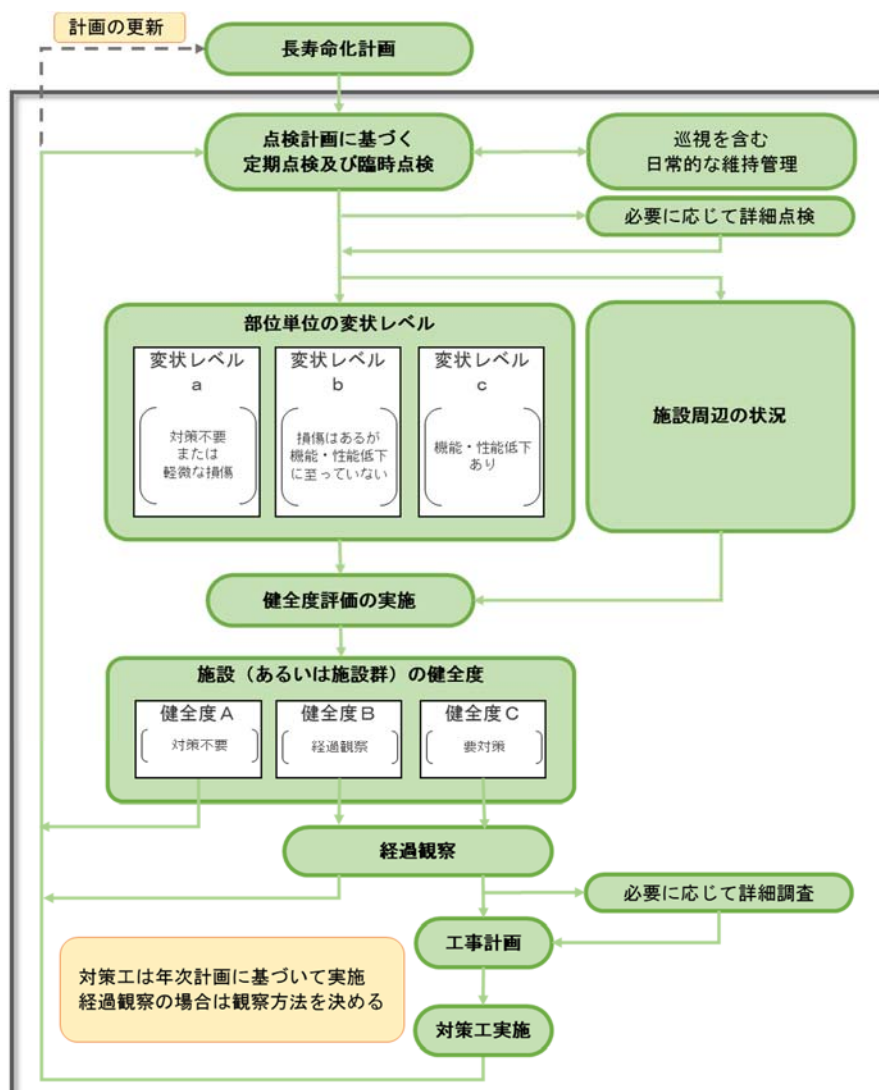 計画の更新
長寿命化計画
点検計画に基づく
定期点検及び臨時点検
巡視を含む
日常的な維持管理
必要に応じて詳細点検
部位単位の変状レベル
変状レベル
a
対策不要
または
軽微な損傷
変状レベル
b
損傷はあるが
機能・性能低下
に至っていない
変状レベル
c
機能・性能低下
あり
施設周辺の状況
健全度評価の実施
施設（あるいは施設群）の健全度
健全度A
対策不要
健全度B
経過観察
健全度C
要対策
経過観察
必要に応じて詳細調査
工事計画
対策工は年次計画に基づいて実施
経過観察の場合は観察方法を決める
対策工実施